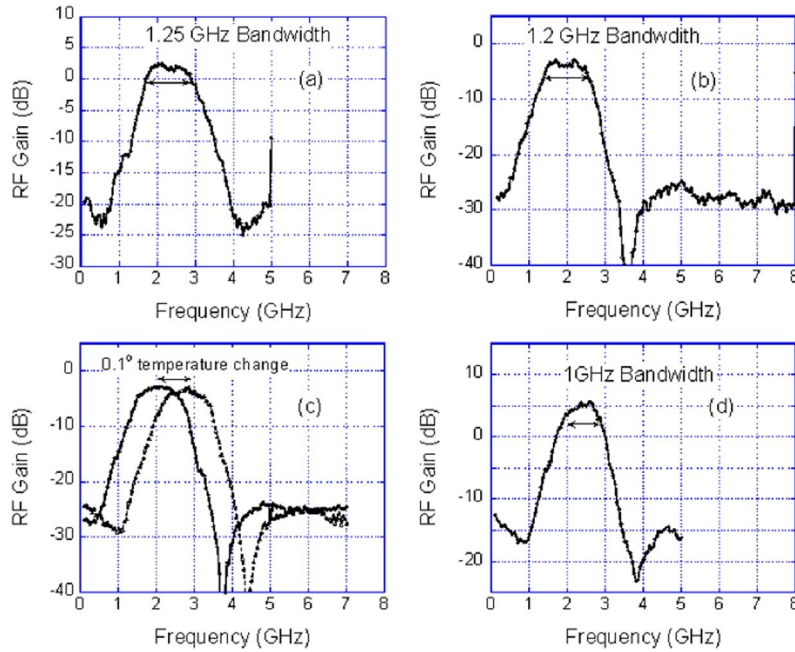 10
5
0
-5
-10
-15
-20
-25
-30
RF Gain (dB)
1.25 GHz Bandwidth
(a)
0 1 2 3 4 5 6 7 8
Frequency (GHz)
0
-10
-20
-30
-40
RF Gain (dB)
1.2 GHz Bandwdith
(b)
0 1 2 3 4 5 6 7 8
Frequency (GHz)
0
-10
-20
-30
-40
RF Gain (dB)
0.1° temperature change
(c)
0 1 2 3 4 5 6 7 8
Frequency (GHz)
10
0
-10
-20
RF Gain (dB)
1GHz Bandwidth
(d)
0 1 2 3 4 5 6 7 8
Frequency (GHz)